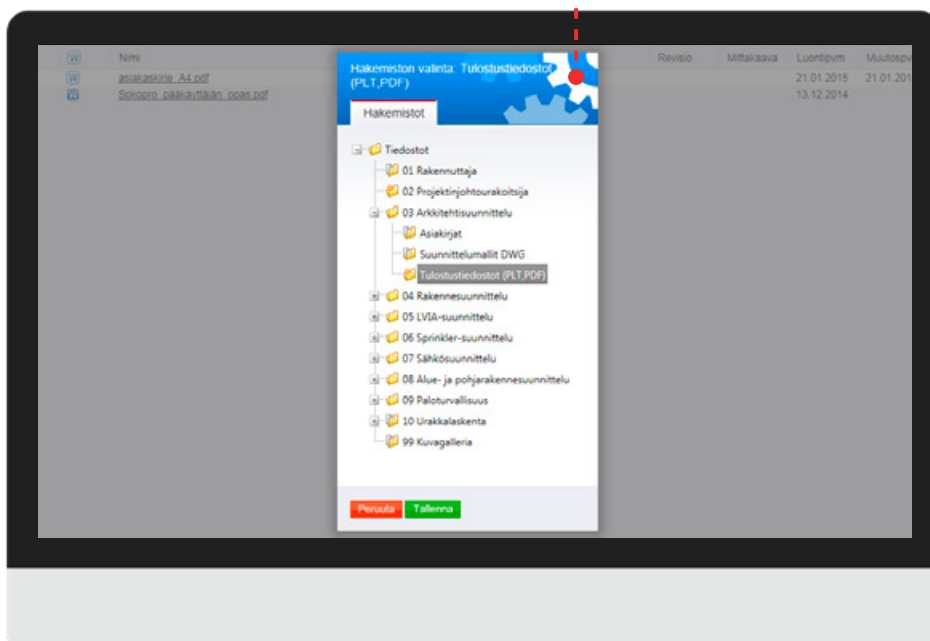 Nimi Revisio Mittakaava Luontipvm Muutospv
asiakaskirje_A4.pdf 21.01.2015 21.01.201
Sokopro_pääkäyttäjän_opas.pdf 13.12.2014
Hakemiston valinta: Tulostustiedostot
(PLT,PDF)
Hakemistot
Tiedostot
01 Rakennuttaja
02 Projektinjohtourakoitsija
03 Arkkitehtisuunnittelu
Asiakirjat
Suunnittelumallit DWG
Tulostustiedostot (PLT,PDF)
04 Rakennesuunnittelu
05 LVIA-suunnittelu
06 Sprinkler-suunnittelu
07 Sähkösuunnittelu
08 Alue- ja pohjarakennesuunnittelu
09 Paloturvallisuus
10 Urakkalaskenta
99 Kuvagalleria
Peruuta Tallenna